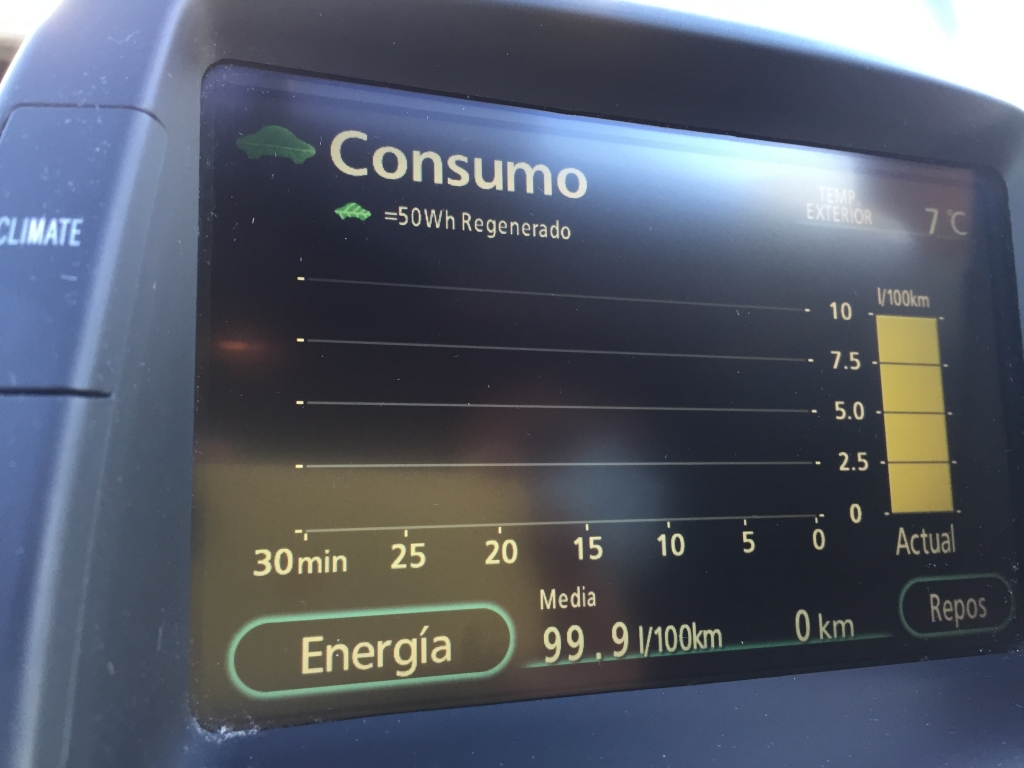 CLIMATE
Consumo
=50Wh Regenerado
TEMP.
EXTERIOR
7 °C
l/100km
10
7.5
5.0
2.5
0
30min 25 20 15 10 5 0
Actual
Media
99.9 l/100km 0 km
Energía
Repos